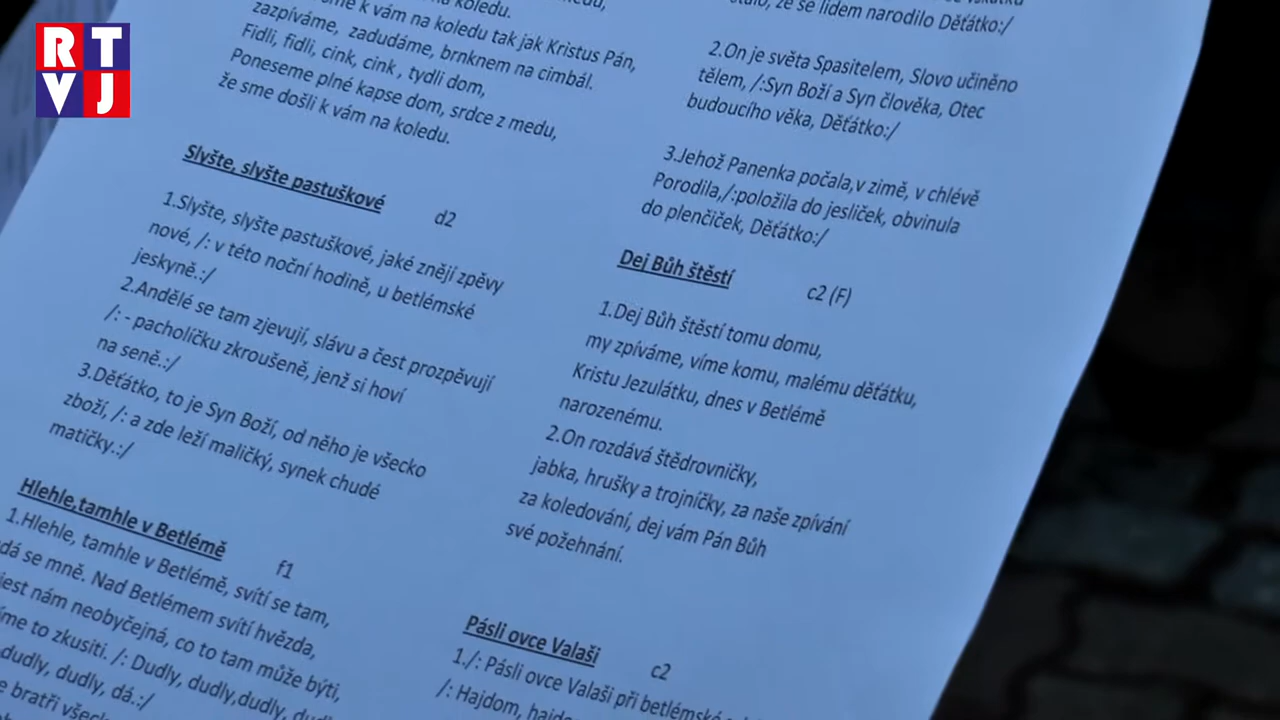 RTVJ
koledu.
k vám na koledu tak jak Kristus Pán,
zazpíváme, zadudáme, brnknem na cimbál.
Fidli, fidli, cink, cink , tydli dom,
Poneseme plné kapse dom, srdce z medu,
že sme došli k vám na koledu.
Slyšte, slyšte pastuškové d2
1.Slyšte, slyšte pastuškové, jaké znějí zpěvy
nové, /: v této noční hodině, u betlémské
jeskyně.:/
2.Andělé se tam zjevují, slávu a čest prozpěvují
/: - pacholíčku zkroušeně, jenž si hoví
na seně.:/
3.Děťátko, to je Syn Boží, od něho je všecko
zboží, /: a zde leží maličký, synek chudé
matičky.:/
Hlehle,tamhle v Betlémě f1
1.Hlehle, tamhle v Betlémě, svítí se tam,
se mně. Nad Betlémem svítí hvězda,
nám neobyčejná, co to tam může býti,
to zkusiti. /: Dudly, dudly,dudly,
dudly, dudly, dá.:/
bratři
že se lidem narodilo Děťátko:/
2.On je světa Spasitelem, Slovo učiněno
tělem, /:Syn Boží a Syn člověka, Otec
budoucího věka, Děťátko:/
3.Jehož Panenka počala,v zimě, v chlévě
Porodila,/:položila do jesliček, obvinula
do plenčiček, Děťátko:/
Dej Bůh štěstí c2 (F)
1.Dej Bůh štěstí tomu domu,
my zpíváme, víme komu, malému děťátku,
Kristu Jezulátku, dnes v Betlémě
narozenému.
2.On rozdává štědrovničky,
jabka, hrušky a trojníčky, za naše zpívání
za koledování, dej vám Pán Bůh
své požehnání.
Pásli ovce Valaši c2
1./: Pásli ovce Valaši při betlémské
/: Hajdom,